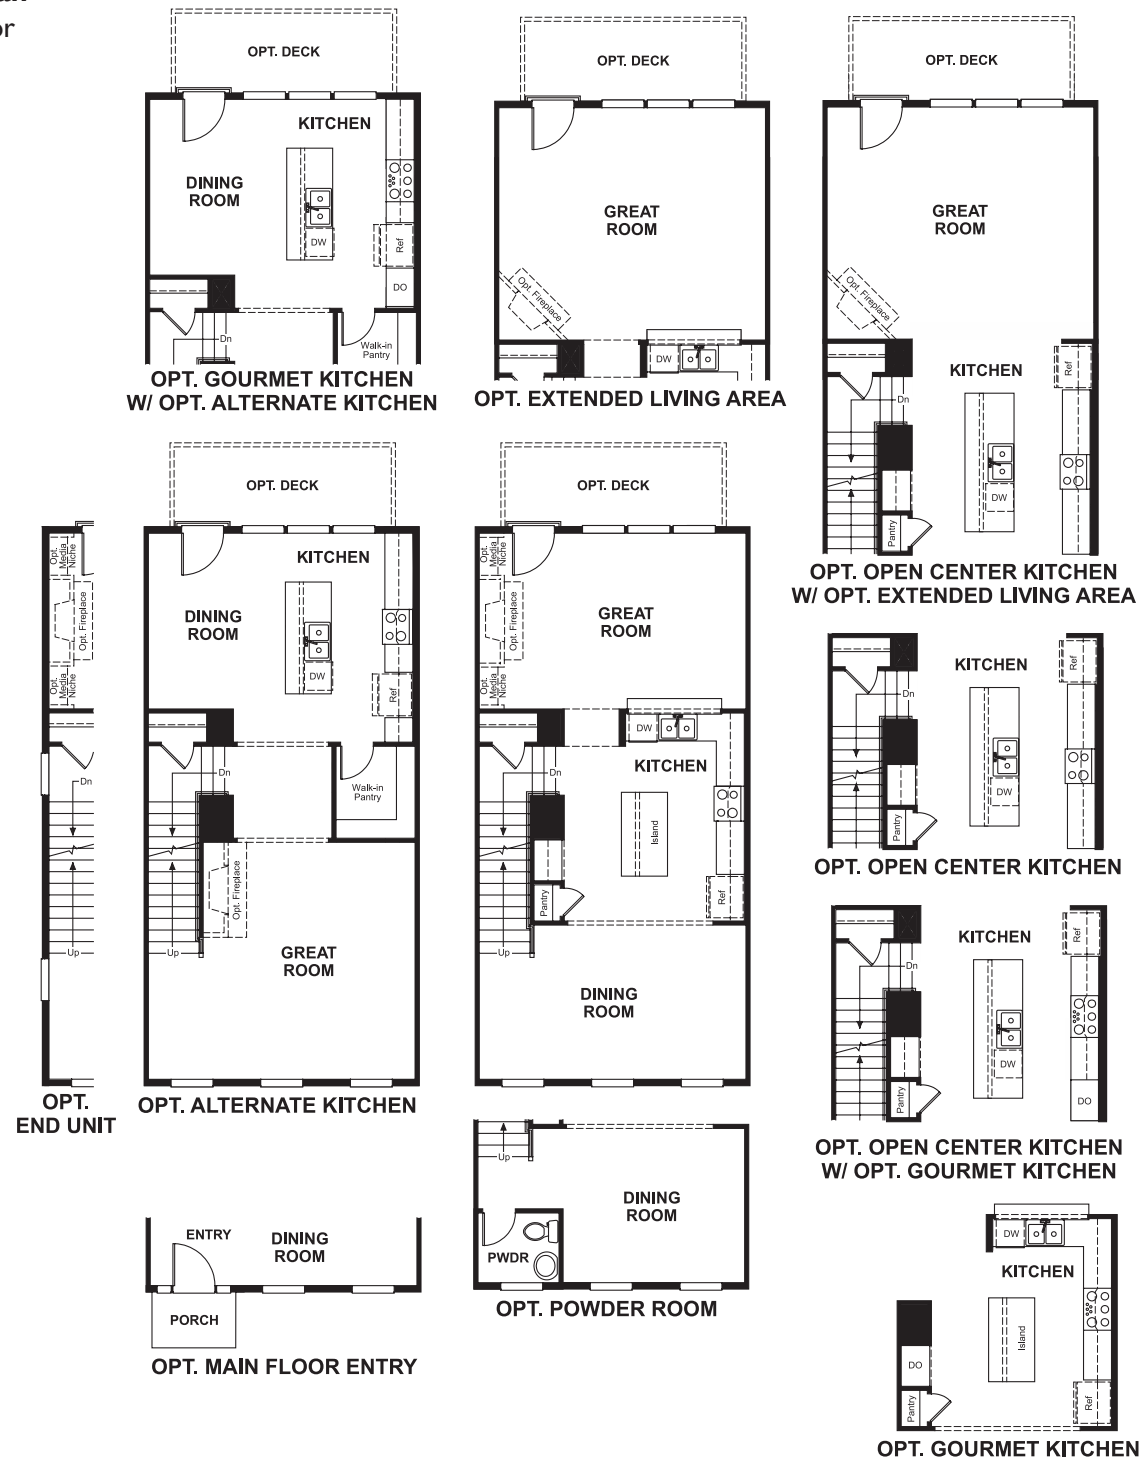 or
OPT. DECK
KITCHEN
DINING
ROOM
DW
Ref
DO
Dn
Walk-in
Pantry
OPT. GOURMET KITCHEN
W/ OPT. ALTERNATE KITCHEN
OPT. DECK
GREAT
ROOM
Opt. Fireplace
DW
OPT. EXTENDED LIVING AREA
OPT. DECK
GREAT
ROOM
Opt. Fireplace
KITCHEN
Ref
Dn
DW
Pantry
OPT. OPEN CENTER KITCHEN
W/ OPT. EXTENDED LIVING AREA
Opt.
Media
Niche
Opt. Fireplace
Opt.
Media
Niche
Dn
Up
OPT.
END UNIT
OPT. DECK
KITCHEN
DINING
ROOM
DW
Ref
Dn
Walk-in
Pantry
Opt. Fireplace
Up
GREAT
ROOM
OPT. ALTERNATE KITCHEN
OPT. DECK
Opt.
Media
Niche
Opt. Fireplace
Opt.
Media
Niche
GREAT
ROOM
DW
KITCHEN
Dn
Island
Pantry
Ref
Up
DINING
ROOM
KITCHEN
Ref
Dn
DW
Pantry
OPT. OPEN CENTER KITCHEN
KITCHEN
Ref
Dn
DW
Pantry
DO
OPT. OPEN CENTER KITCHEN
W/ OPT. GOURMET KITCHEN
ENTRY
DINING
ROOM
PORCH
OPT. MAIN FLOOR ENTRY
Up
DINING
ROOM
PWDR
OPT. POWDER ROOM
DW
KITCHEN
Island
DO
Pantry
Ref
OPT. GOURMET KITCHEN